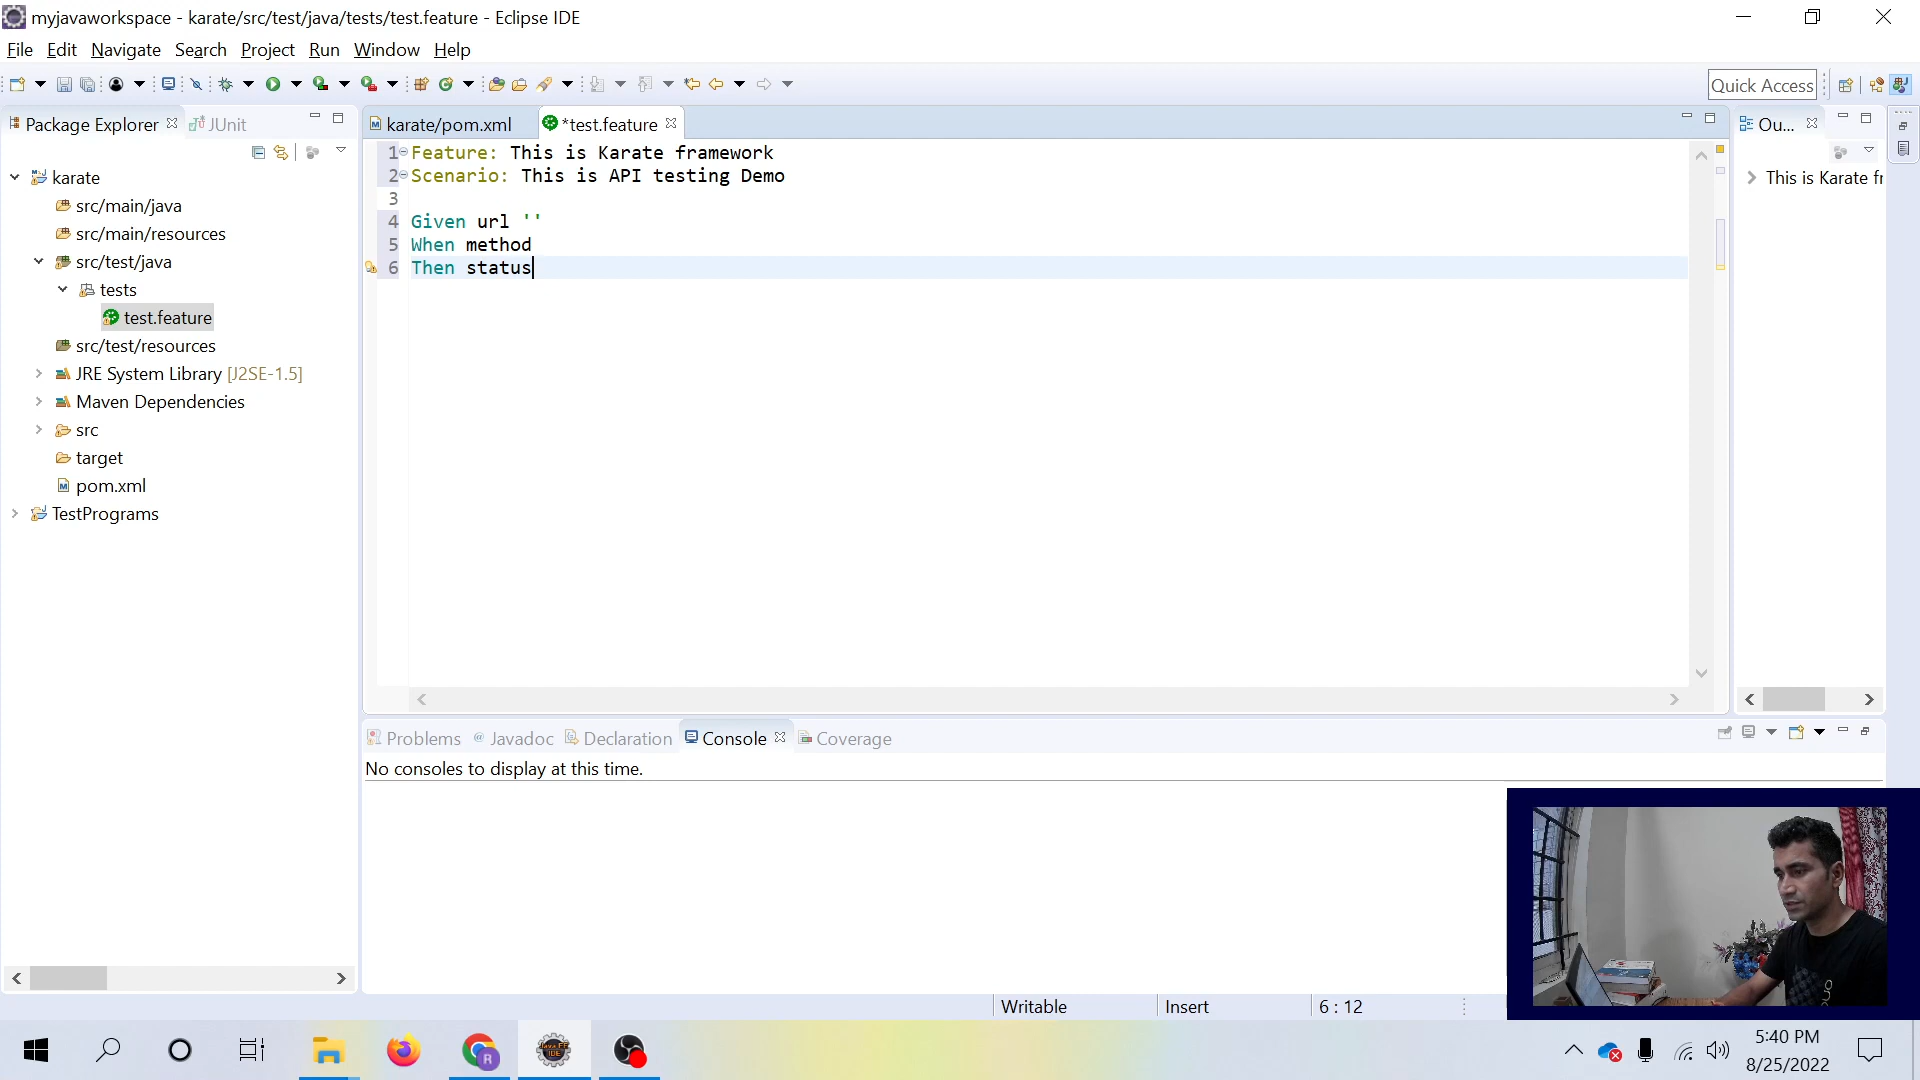 myjavaworkspace - karate/src/test/java/tests/test.feature - Eclipse IDE
File Edit Navigate Search Project Run Window Help
Quick Access
Package Explorer JUnit
karate/pom.xml *test.feature
Ou...
1 Feature: This is Karate framework
2 Scenario: This is API testing Demo
3
4 Given url ''
5 When method
6 Then status
karate
src/main/java
src/main/resources
src/test/java
tests
test.feature
src/test/resources
JRE System Library [J2SE-1.5]
Maven Dependencies
src
target
pom.xml
TestPrograms
This is Karate fr
Problems @ Javadoc Declaration Console Coverage
No consoles to display at this time.
Writable Insert 6 : 12
Java EE
IDE
R
5:40 PM
8/25/2022